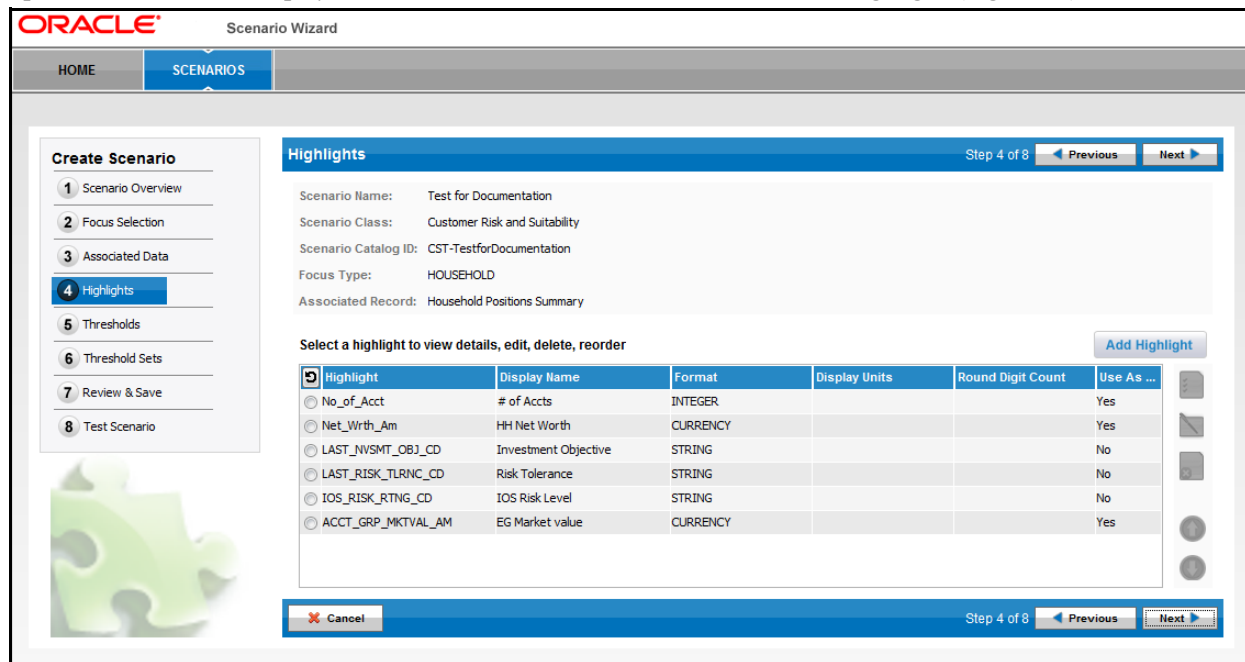 ORACLE Scenario Wizard
HOME SCENARIOS
Create Scenario
1 Scenario Overview
2 Focus Selection
3 Associated Data
4 Highlights
5 Thresholds
6 Threshold Sets
7 Review & Save
8 Test Scenario
Highlights Step 4 of 8 Previous Next
Scenario Name: Test for Documentation
Scenario Class: Customer Risk and Suitability
Scenario Catalog ID: CST-TestforDocumentation
Focus Type: HOUSEHOLD
Associated Record: Household Positions Summary
Select a highlight to view details, edit, delete, reorder Add Highlight
Highlight Display Name Format Display Units Round Digit Count Use As ...
No_of_Acct # of Accts INTEGER Yes
Net_Wrth_Am HH Net Worth CURRENCY Yes
LAST_NVSMT_OBJ_CD Investment Objective STRING No
LAST_RISK_TLRNC_CD Risk Tolerance STRING No
IOS_RISK_RTNG_CD IOS Risk Level STRING No
ACCT_GRP_MKTVAL_AM EG Market value CURRENCY Yes
Cancel Step 4 of 8 Previous Next